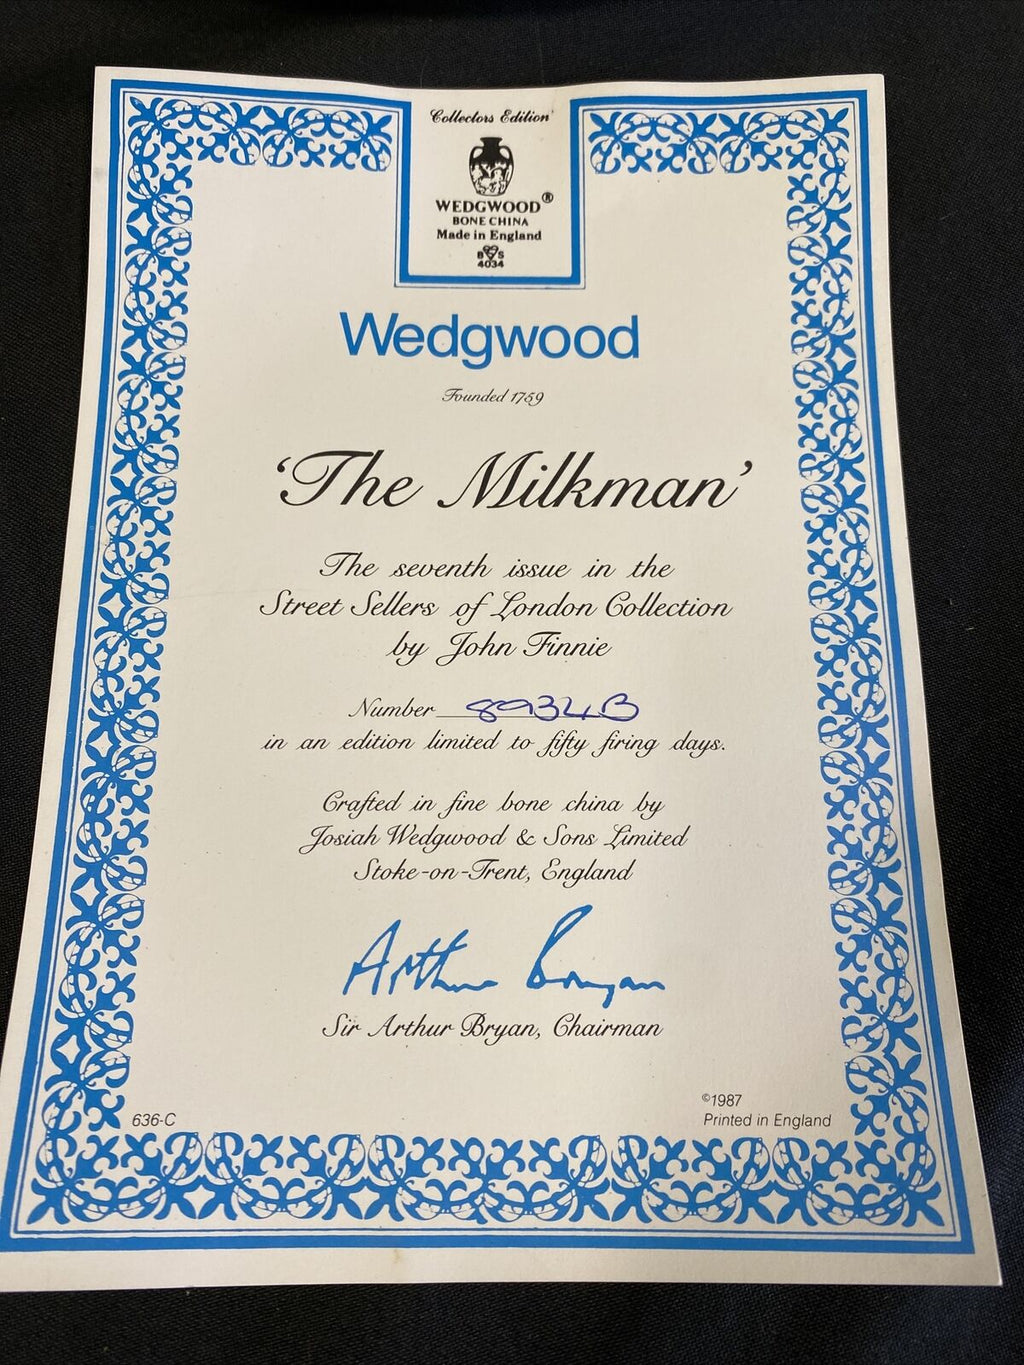 Collectors Edition
WEDGWOOD®
BONE CHINA
Made in England
BS
4034
Wedgwood
Founded 1759
‘The Milkman’
The seventh issue in the
Street Sellers of London Collection
by John Finnie
Number 8934B
in an edition limited to fifty firing days.
Crafted in fine bone china by
Josiah Wedgwood & Sons Limited
Stoke-on-Trent, England
Arthur Bryan
Sir Arthur Bryan, Chairman
©1987
636-C
Printed in England